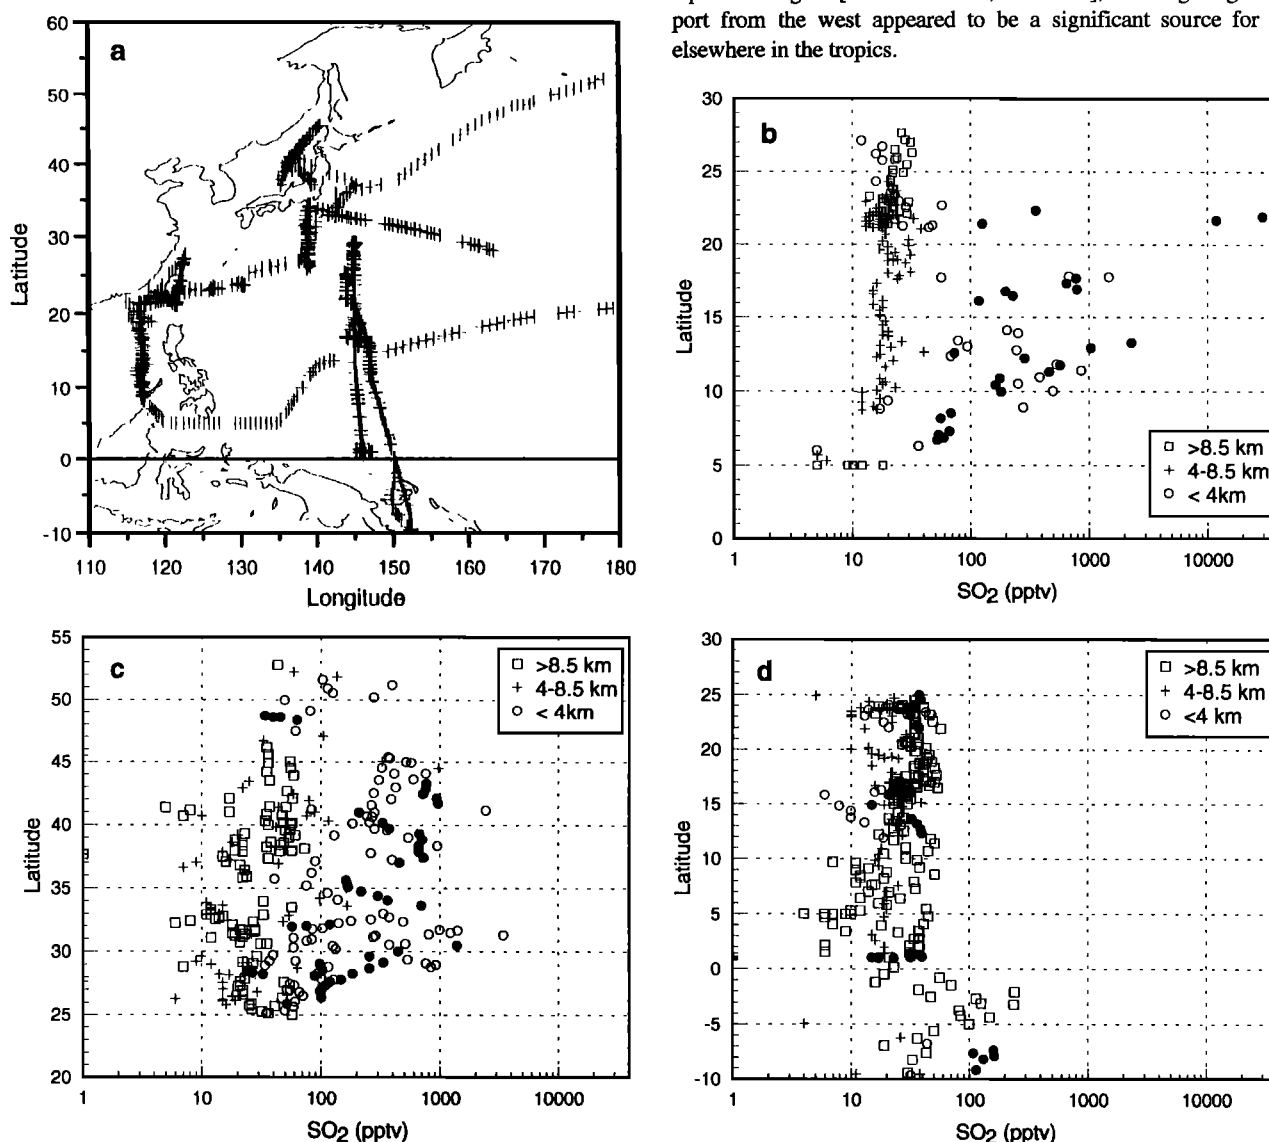 port from the west appeared to be a significant source for
elsewhere in the tropics.
a
60
50
40
30
20
10
0
-10
Latitude
110 120 130 140 150 160 170 180
Longitude
b
30
25
20
15
10
5
0
Latitude
>8.5 km
4-8.5 km
< 4km
1 10 100 1000 10000
SO2 (pptv)
c
55
50
45
40
35
30
25
20
Latitude
>8.5 km
4-8.5 km
< 4km
1 10 100 1000 10000
SO2 (pptv)
d
30
25
20
15
10
5
0
-5
-10
Latitude
>8.5 km
4-8.5 km
<4 km
1 10 100 1000 10000
SO2 (pptv)